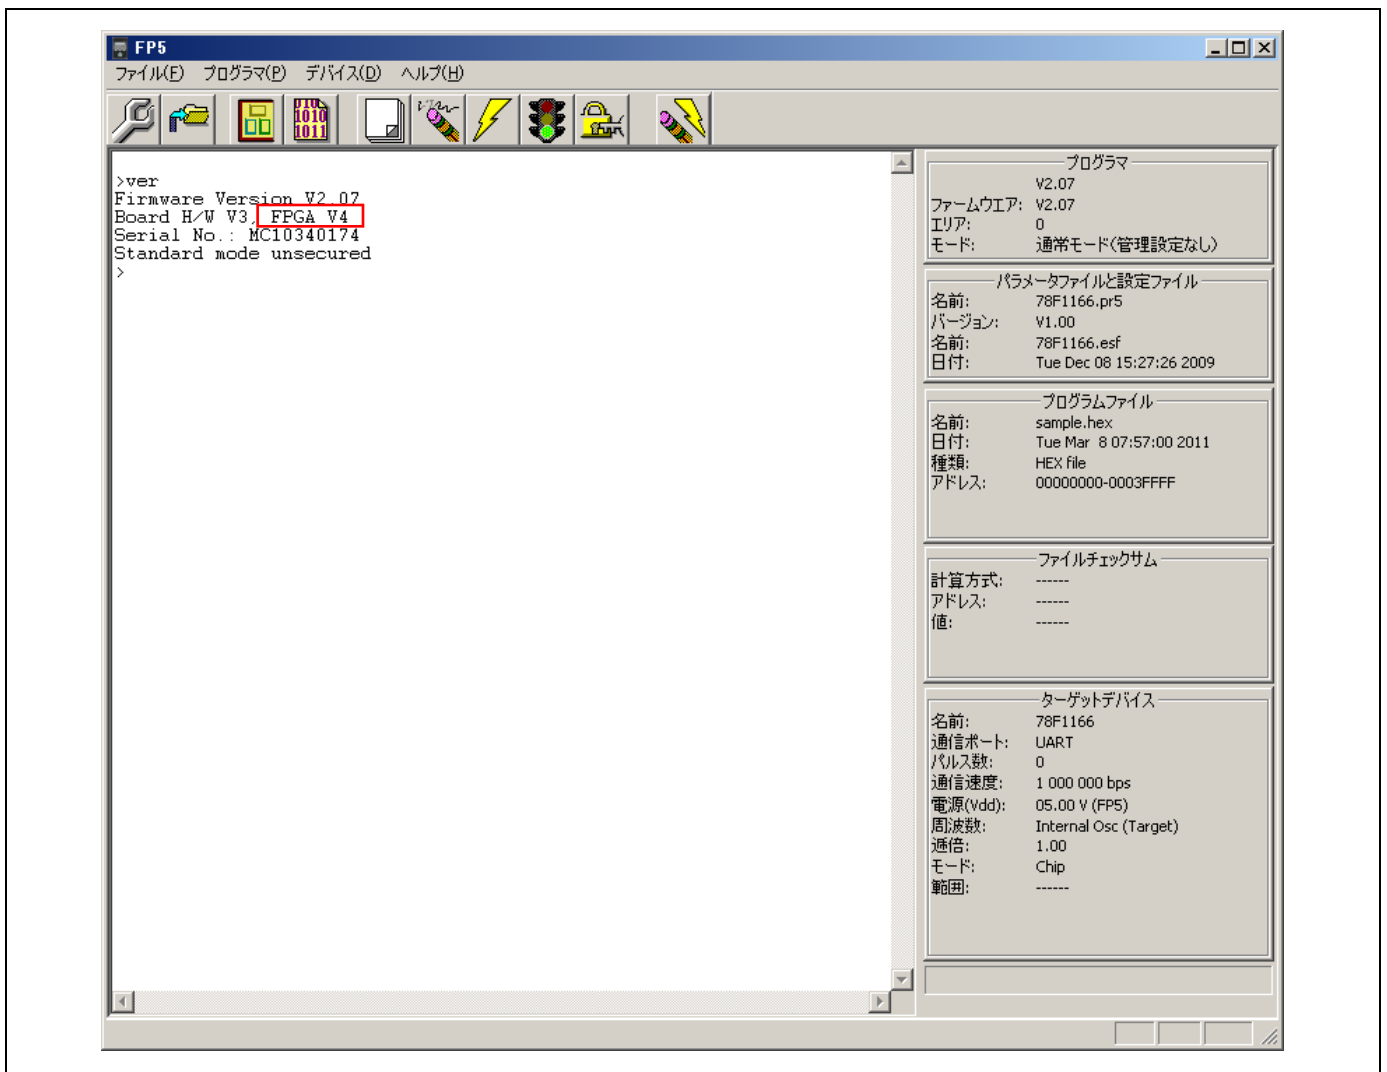 FP5
ファイル(F) プログラマ(P) デバイス(D) ヘルプ(H)
>ver
Firmware Version V2.07
Board H/W V3, FPGA V4
Serial No.: MC10340174
Standard mode unsecured
>
プログラマ
V2.07
ファームウエア: V2.07
エリア: 0
モード: 通常モード(管理設定なし)
パラメータファイルと設定ファイル
名前: 78F1166.pr5
バージョン: V1.00
名前: 78F1166.esf
日付: Tue Dec 08 15:27:26 2009
プログラムファイル
名前: sample.hex
日付: Tue Mar 8 07:57:00 2011
種類: HEX file
アドレス: 00000000-0003FFFF
ファイルチェックサム
計算方式: ------
アドレス: ------
値: ------
ターゲットデバイス
名前: 78F1166
通信ポート: UART
パルス数: 0
通信速度: 1 000 000 bps
電源(Vdd): 05.00 V (FP5)
周波数: Internal Osc (Target)
逓倍: 1.00
モード: Chip
範囲: ------